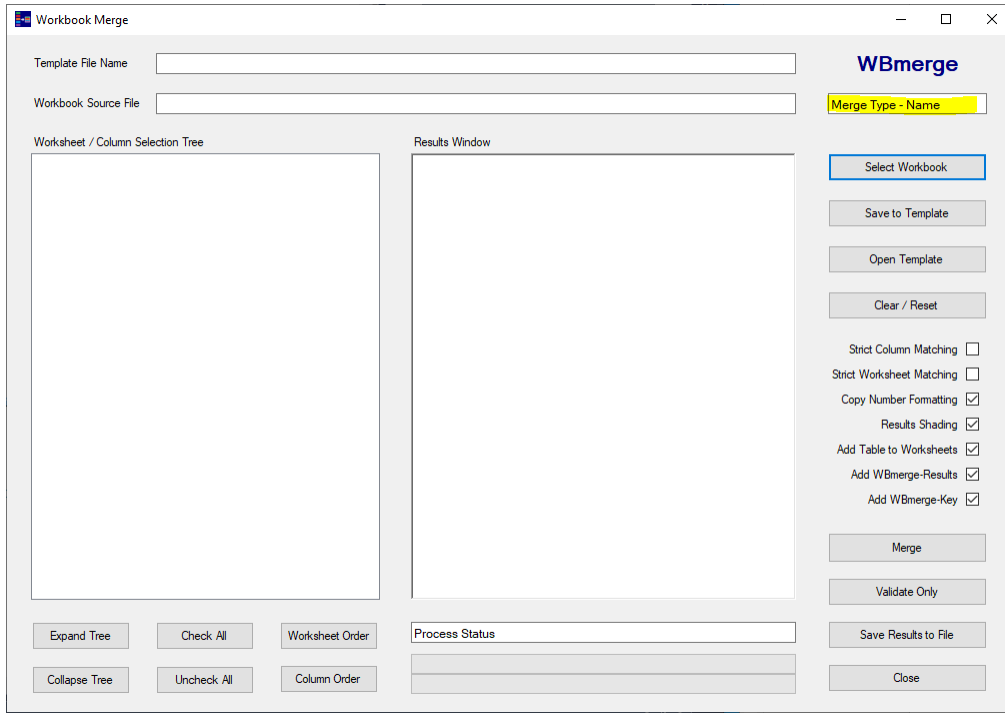 Workbook Merge
Template File Name
WBmerge
Workbook Source File
Merge Type - Name
Worksheet / Column Selection Tree
Results Window
Select Workbook
Save to Template
Open Template
Clear / Reset
Strict Column Matching
Strict Worksheet Matching
Copy Number Formatting
Results Shading
Add Table to Worksheets
Add WBmerge-Results
Add WBmerge-Key
Merge
Validate Only
Expand Tree
Check All
Worksheet Order
Process Status
Save Results to File
Collapse Tree
Uncheck All
Column Order
Close